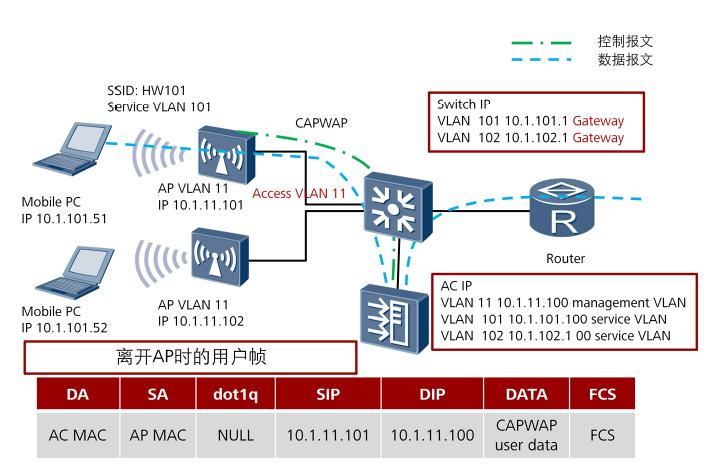 控制报文
数据报文
SSID: HW101
Service VLAN 101
CAPWAP
Switch IP
VLAN 101 10.1.101.1 Gateway
VLAN 102 10.1.102.1 Gateway
AP VLAN 11
IP 10.1.11.101
Access VLAN 11
Mobile PC
IP 10.1.101.51
R
Router
AC IP
VLAN 11 10.1.11.100 management VLAN
VLAN 101 10.1.101.100 service VLAN
VLAN 102 10.1.102.1 00 service VLAN
Mobile PC
IP 10.1.101.52
AP VLAN 11
IP 10.1.11.102
离开AP时的用户帧
DA SA dot1q SIP DIP DATA FCS
AC MAC AP MAC NULL 10.1.11.101 10.1.11.100 CAPWAP user data FCS